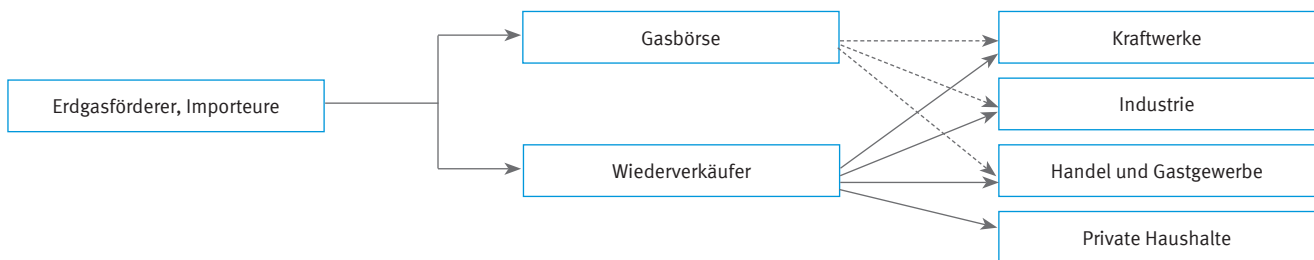 Erdgasförderer, Importeure
Gasbörse
Wiederverkäufer
Kraftwerke
Industrie
Handel und Gastgewerbe
Private Haushalte